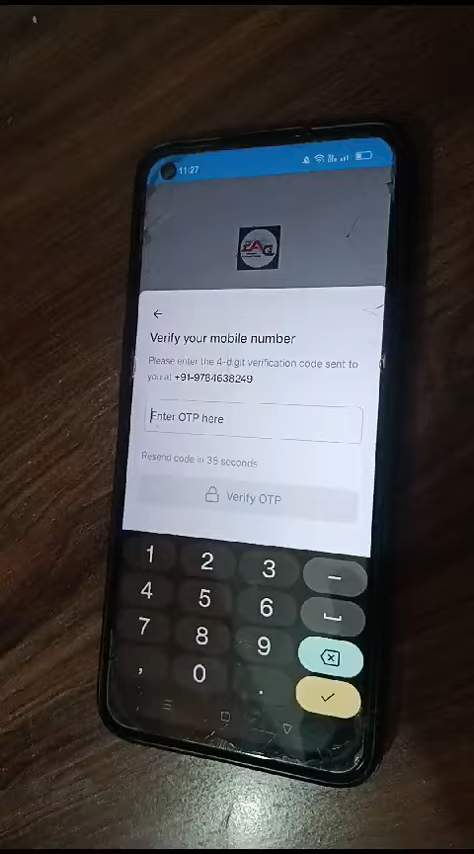 11:27
Verify your mobile number
Please enter the 4-digit verification code sent to
you at +91-9784638249
Enter OTP here
Resend code in 35 seconds
Verify OTP
1 2 3 –
4 5 6
7 8 9
, 0 .